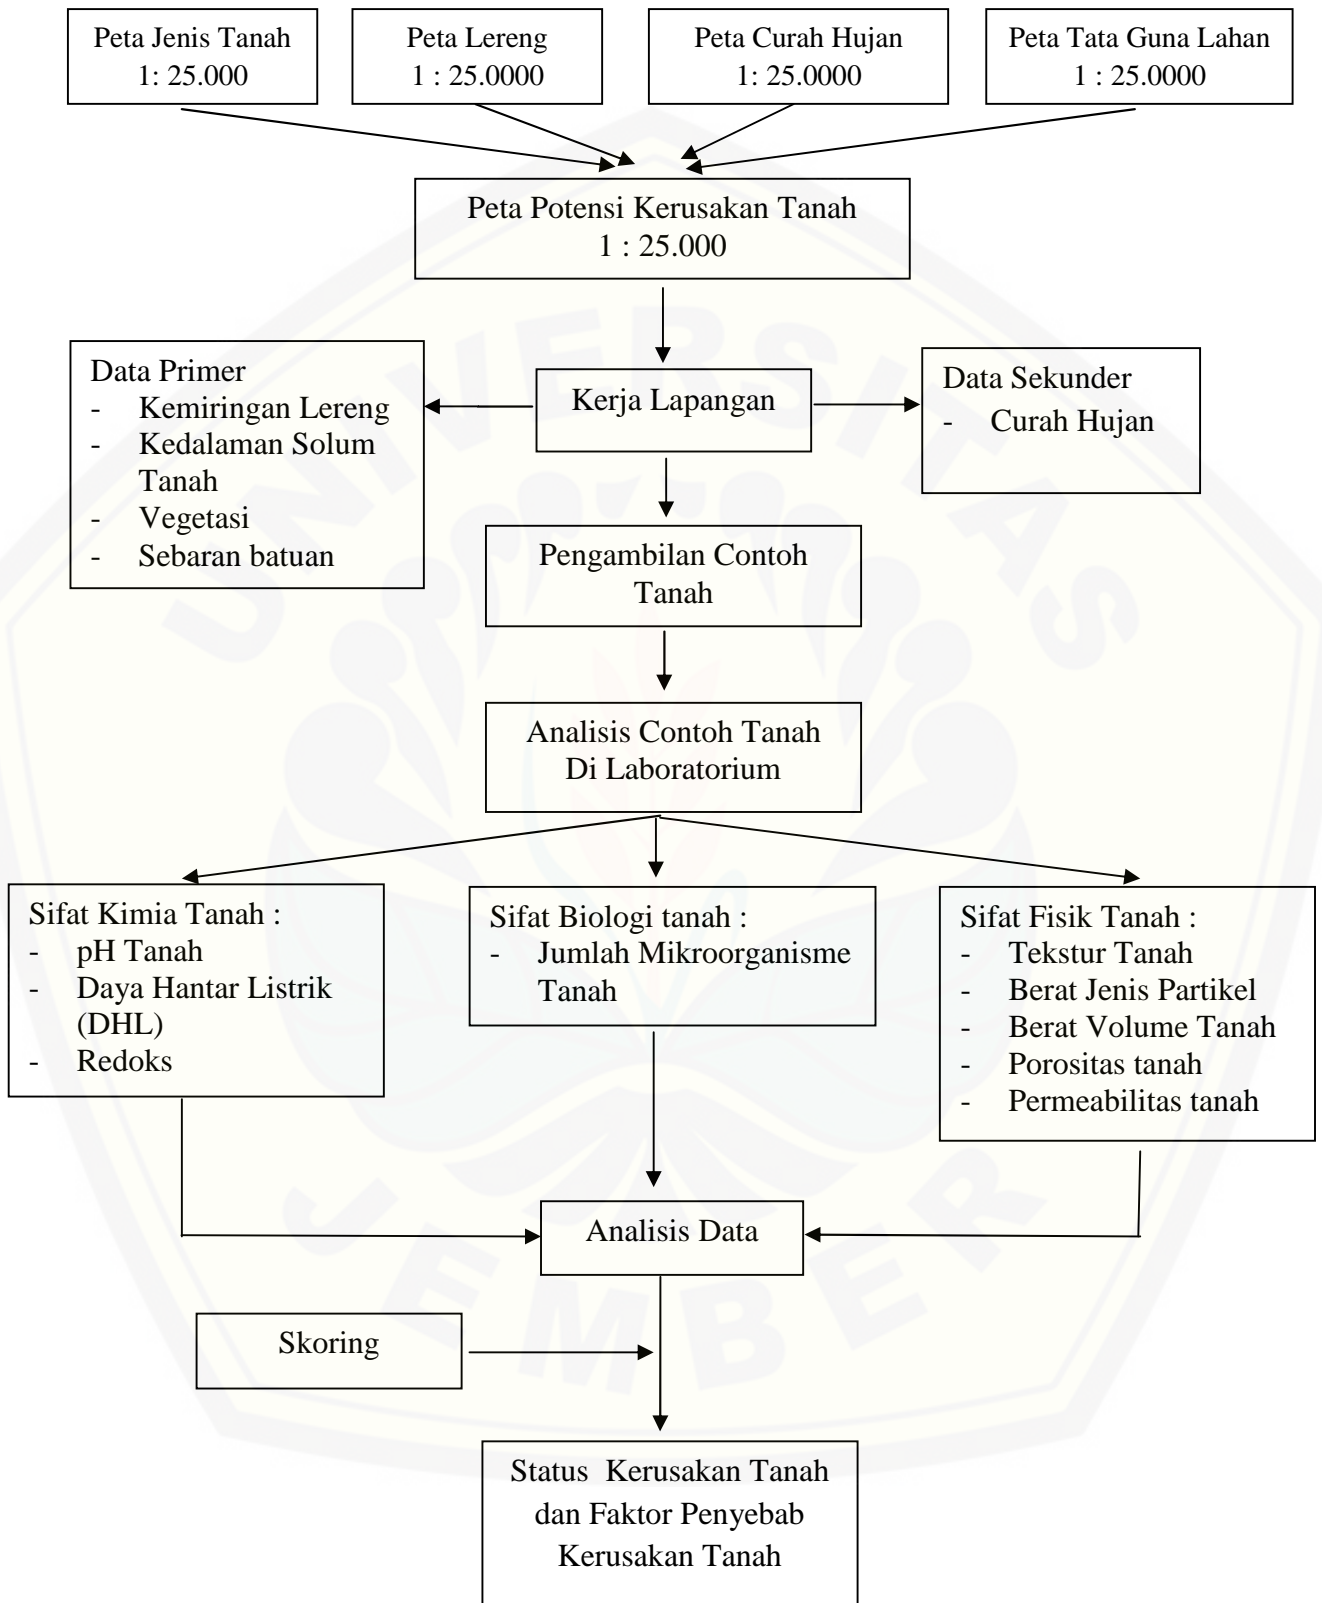 Peta Jenis Tanah
1: 25.000
Peta Lereng
1 : 25.0000
Peta Curah Hujan
1: 25.0000
Peta Tata Guna Lahan
1 : 25.0000
Peta Potensi Kerusakan Tanah
1 : 25.000
Data Primer
- Kemiringan Lereng
- Kedalaman Solum
Tanah
- Vegetasi
- Sebaran batuan
Kerja Lapangan
Data Sekunder
- Curah Hujan
Pengambilan Contoh
Tanah
Analisis Contoh Tanah
Di Laboratorium
Sifat Kimia Tanah :
- pH Tanah
- Daya Hantar Listrik
(DHL)
- Redoks
Sifat Biologi tanah :
- Jumlah Mikroorganisme
Tanah
Sifat Fisik Tanah :
- Tekstur Tanah
- Berat Jenis Partikel
- Berat Volume Tanah
- Porositas tanah
- Permeabilitas tanah
Analisis Data
Skoring
Status  Kerusakan Tanah
dan Faktor Penyebab
Kerusakan Tanah
UNIVERSITAS
JEMBER